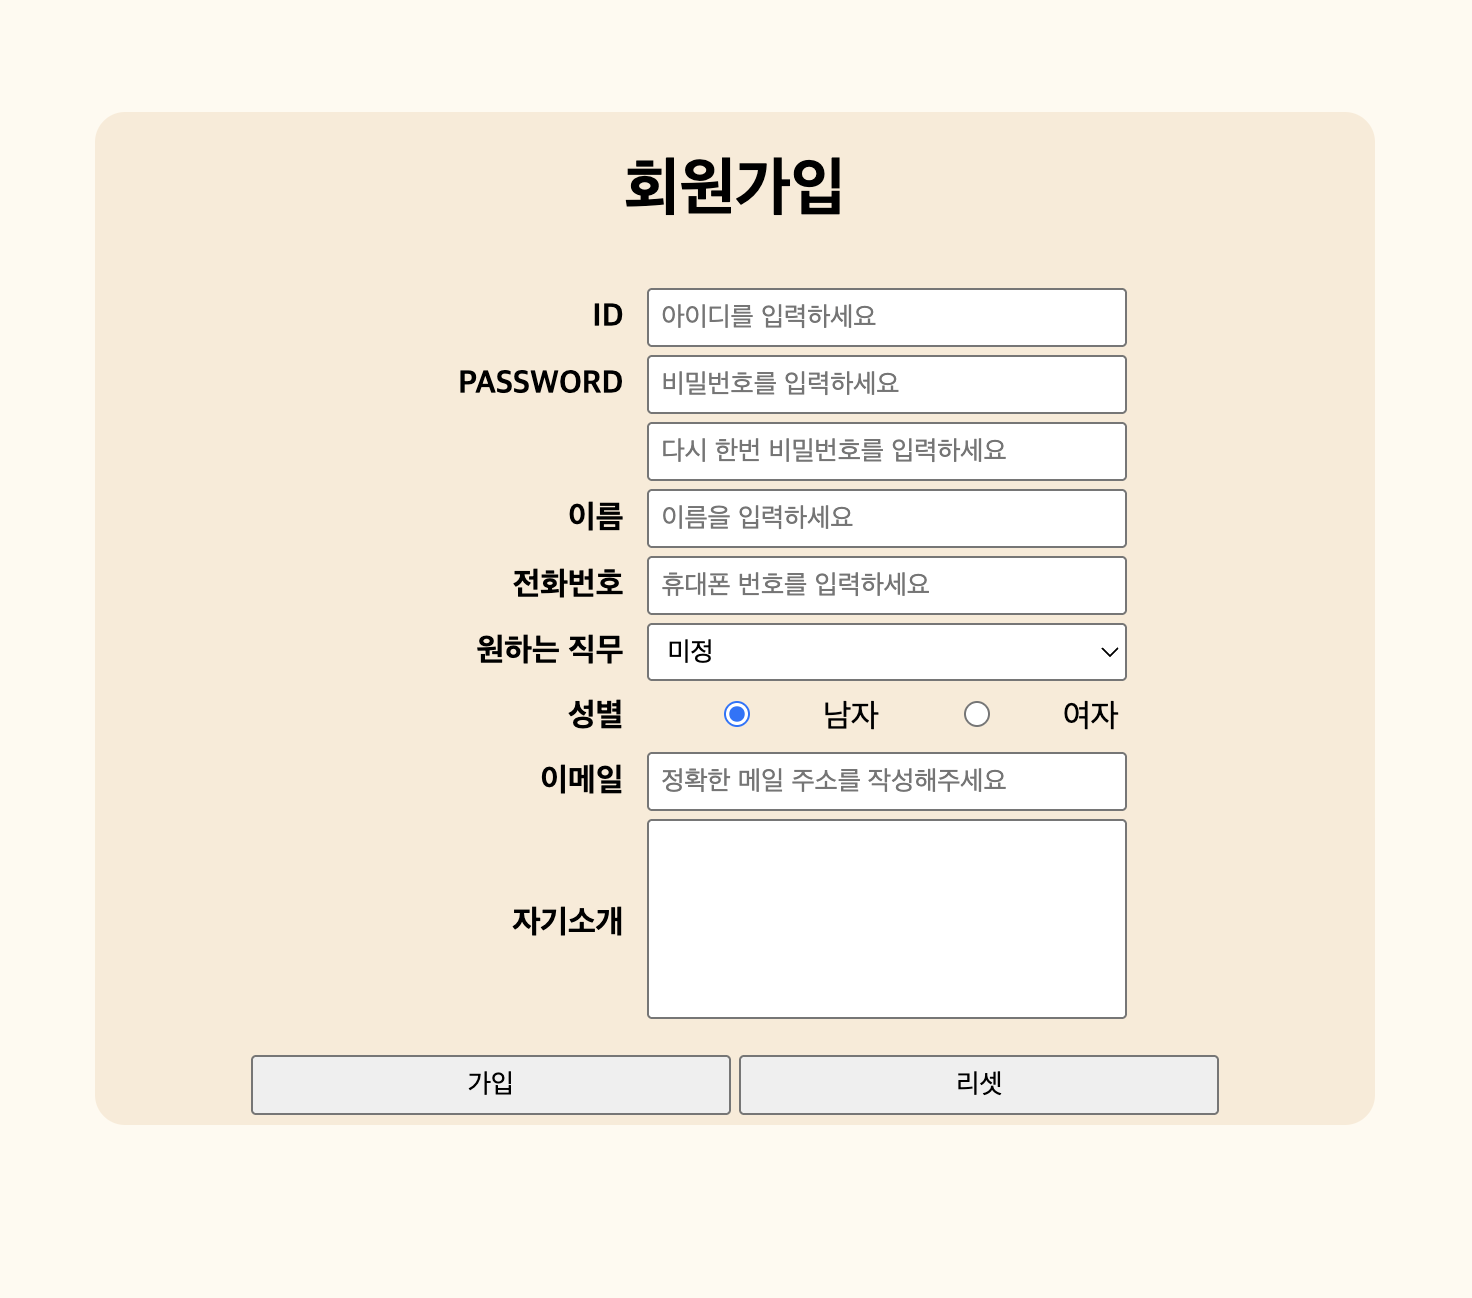 회원가입
ID 아이디를 입력하세요
PASSWORD 비밀번호를 입력하세요
다시 한번 비밀번호를 입력하세요
이름 이름을 입력하세요
전화번호 휴대폰 번호를 입력하세요
원하는 직무 미정
성별 남자 여자
이메일 정확한 메일 주소를 작성해주세요
자기소개
가입 리셋